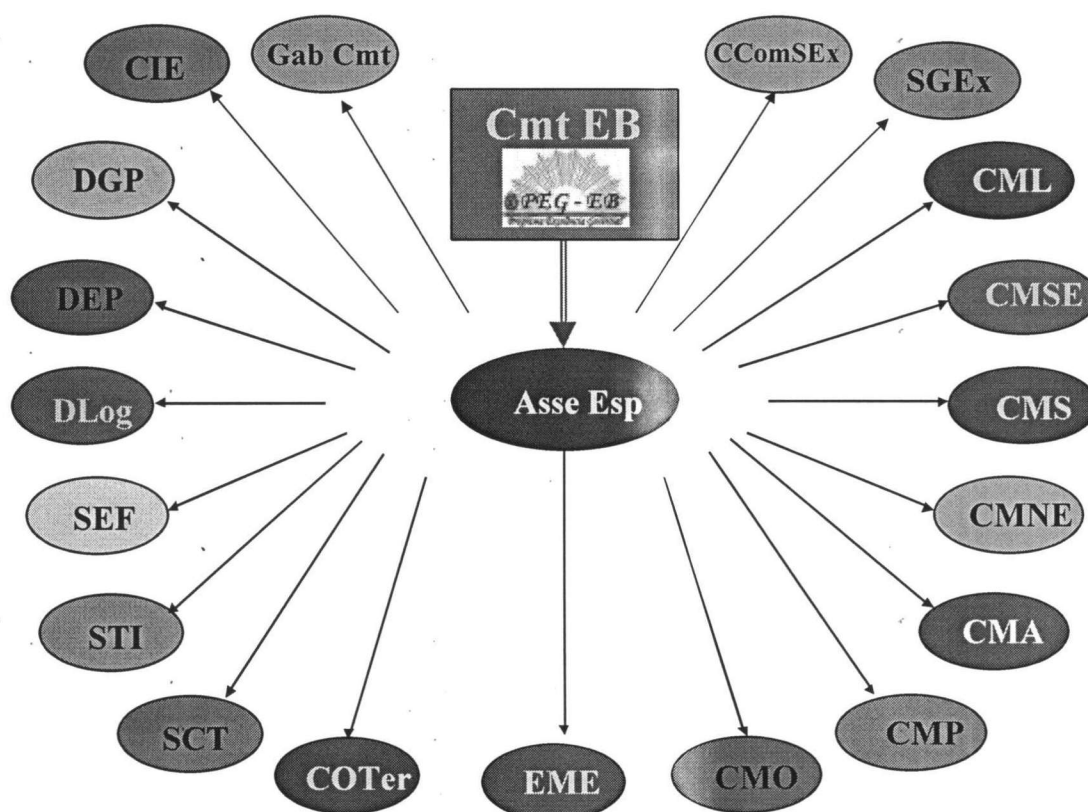 CIE
Gab Cmt
CComSEx
SGEx
Cmt EB
PEG - EB
DGP
CML
DEP
CMSE
Asse Esp
DLog
CMS
SEF
CMNE
STI
CMA
SCT
CMP
COTer
EME
CMO